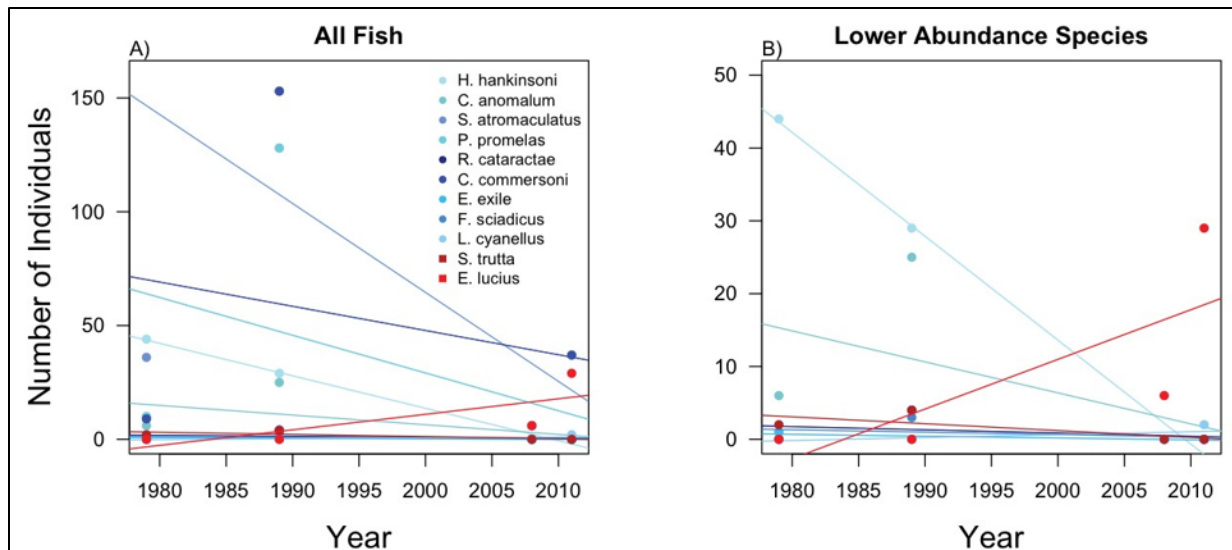 All Fish
A)
Number of Individuals
150
100
50
0
H. hankinsoni
C. anomalum
S. atromaculatus
P. promelas
R. cataractae
C. commersoni
E. exile
F. sciadicus
L. cyanellus
S. trutta
E. lucius
1980 1985 1990 1995 2000 2005 2010
Year
Lower Abundance Species
B)
50
40
30
20
10
0
1980 1985 1990 1995 2000 2005 2010
Year